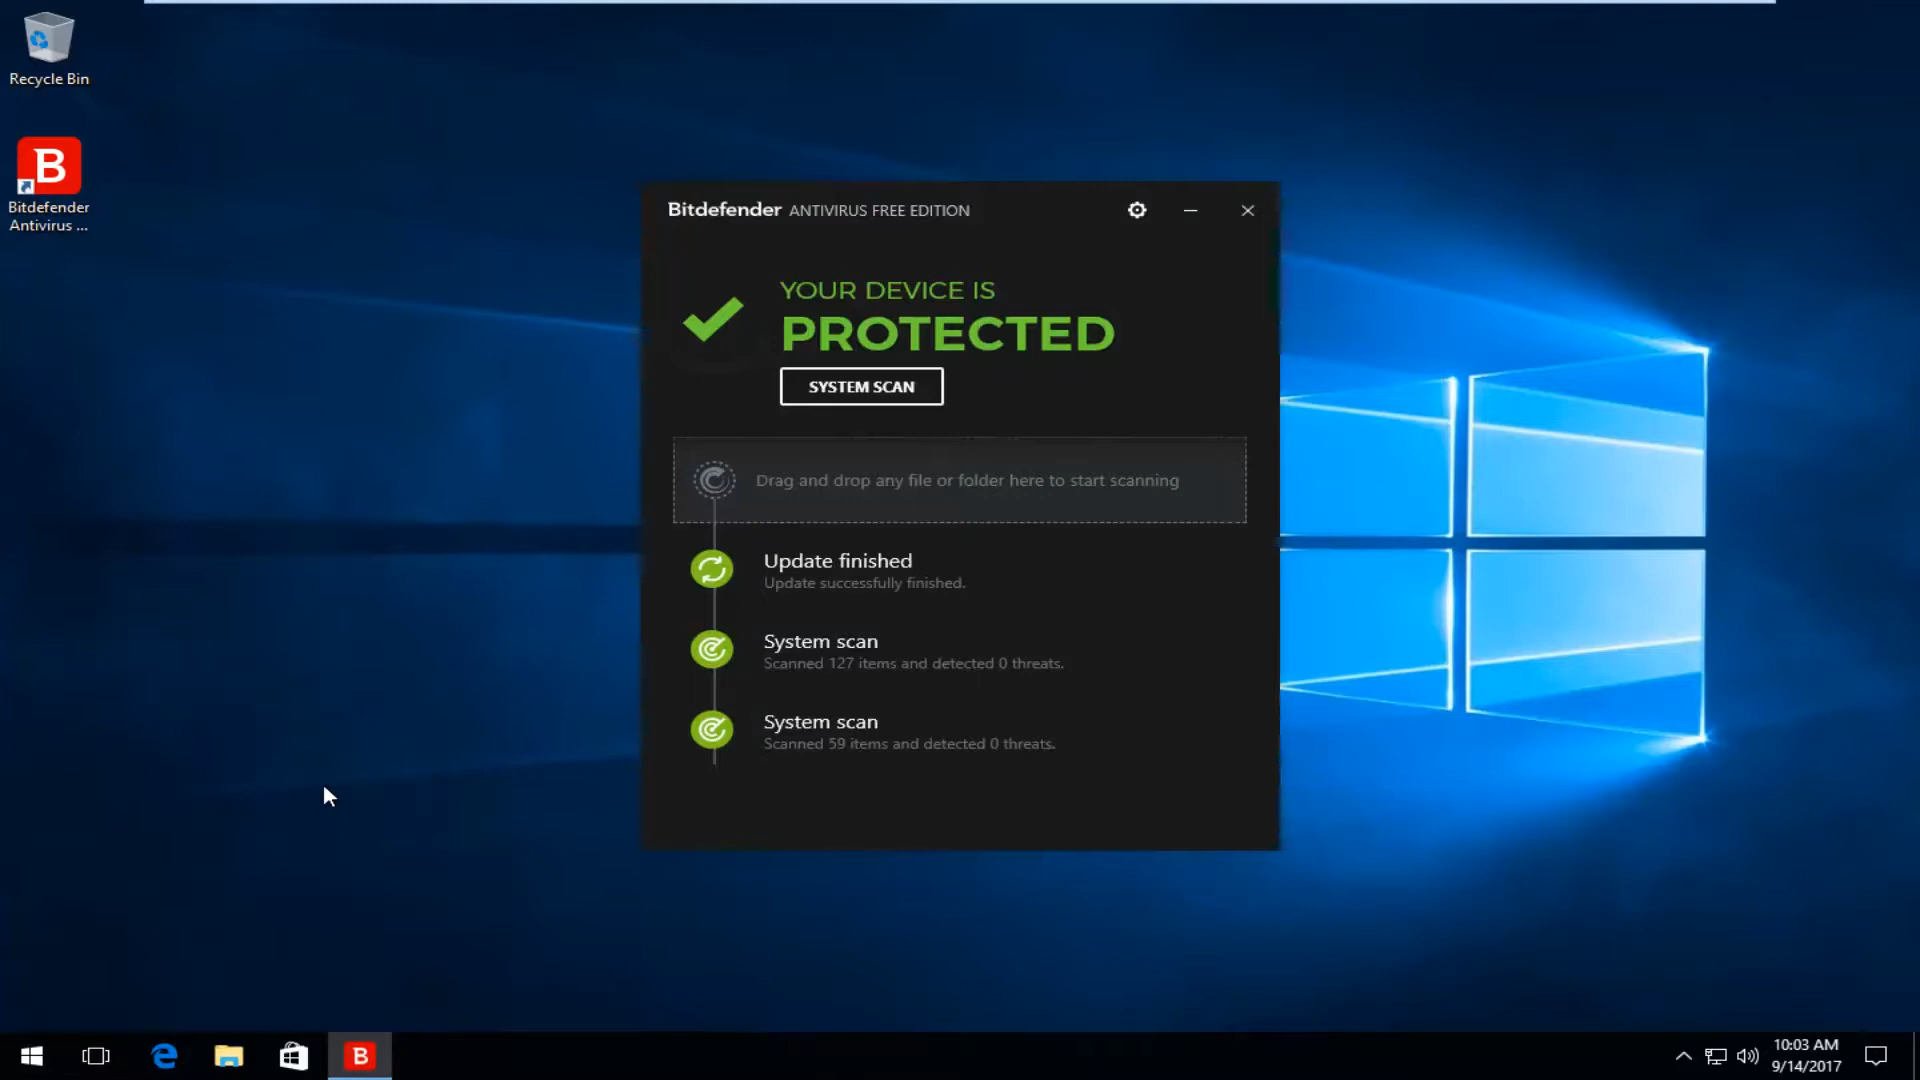 Recycle Bin
B
Bitdefender
Antivirus ...
Bitdefender ANTIVIRUS FREE EDITION
YOUR DEVICE IS
PROTECTED
SYSTEM SCAN
Drag and drop any file or folder here to start scanning
Update finished
Update successfully finished.
System scan
Scanned 127 items and detected 0 threats.
System scan
Scanned 59 items and detected 0 threats.
B
10:03 AM
9/14/2017